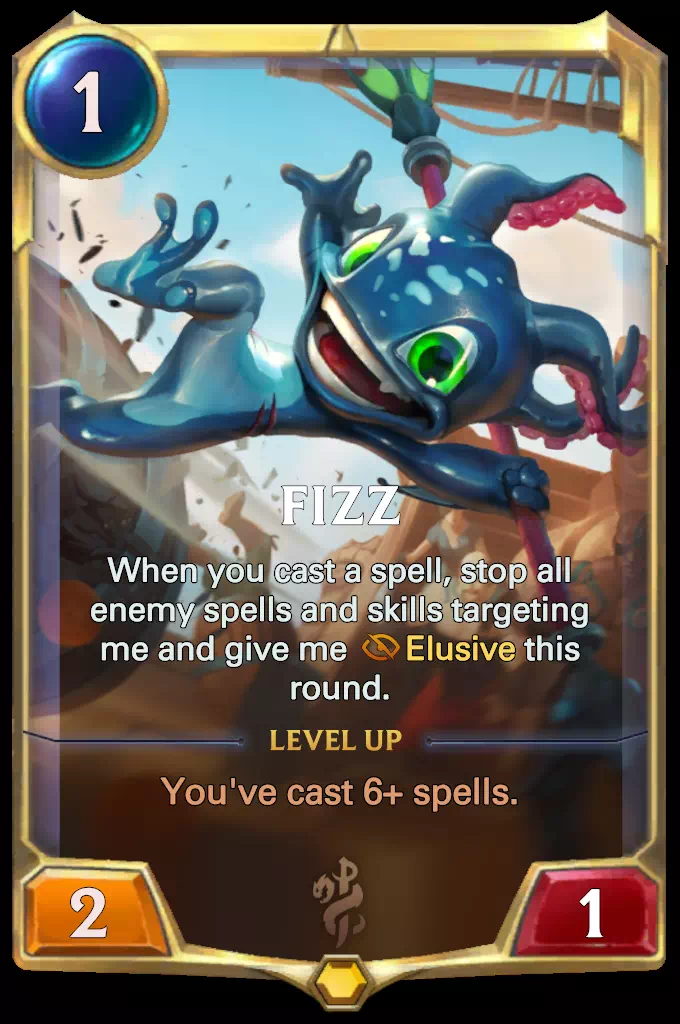 1
FIZZ
When you cast a spell, stop all
enemy spells and skills targeting
me and give me Elusive this
round.
LEVEL UP
You've cast 6+ spells.
2
1